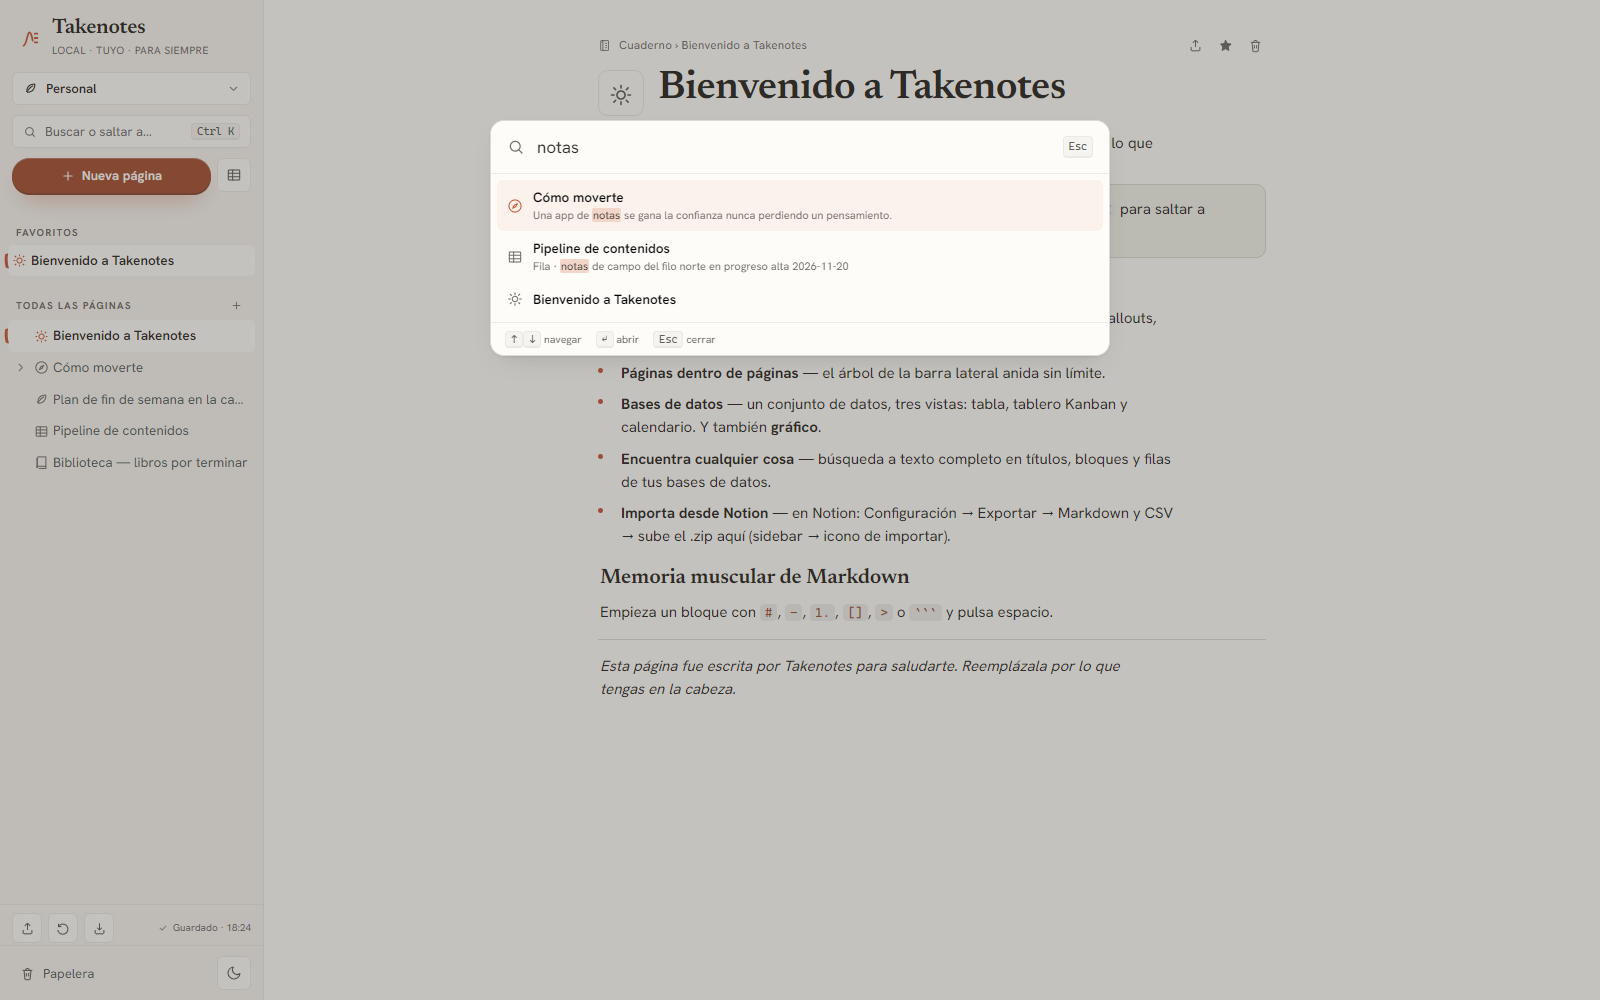 Takenotes
LOCAL · TUYO · PARA SIEMPRE
Personal
Buscar o saltar a... Ctrl K
+ Nueva página
FAVORITOS
Bienvenido a Takenotes
TODAS LAS PÁGINAS +
Bienvenido a Takenotes
Cómo moverte
Plan de fin de semana en la ca...
Pipeline de contenidos
Biblioteca — libros por terminar
Guardado · 18:24
Papelera
Cuaderno › Bienvenido a Takenotes
Bienvenido a Takenotes
lo que
para saltar a
notas Esc
Cómo moverte
Una app de notas se gana la confianza nunca perdiendo un pensamiento.
Pipeline de contenidos
Fila · notas de campo del filo norte en progreso alta 2026-11-20
Bienvenido a Takenotes
↑ ↓ navegar ↵ abrir Esc cerrar
allouts,
Páginas dentro de páginas — el árbol de la barra lateral anida sin límite.
Bases de datos — un conjunto de datos, tres vistas: tabla, tablero Kanban y
calendario. Y también gráfico.
Encuentra cualquier cosa — búsqueda a texto completo en títulos, bloques y filas
de tus bases de datos.
Importa desde Notion — en Notion: Configuración → Exportar → Markdown y CSV
→ sube el .zip aquí (sidebar → icono de importar).
Memoria muscular de Markdown
Empieza un bloque con #, -, 1., [], > o ``` y pulsa espacio.
Esta página fue escrita por Takenotes para saludarte. Reemplázala por lo que
tengas en la cabeza.